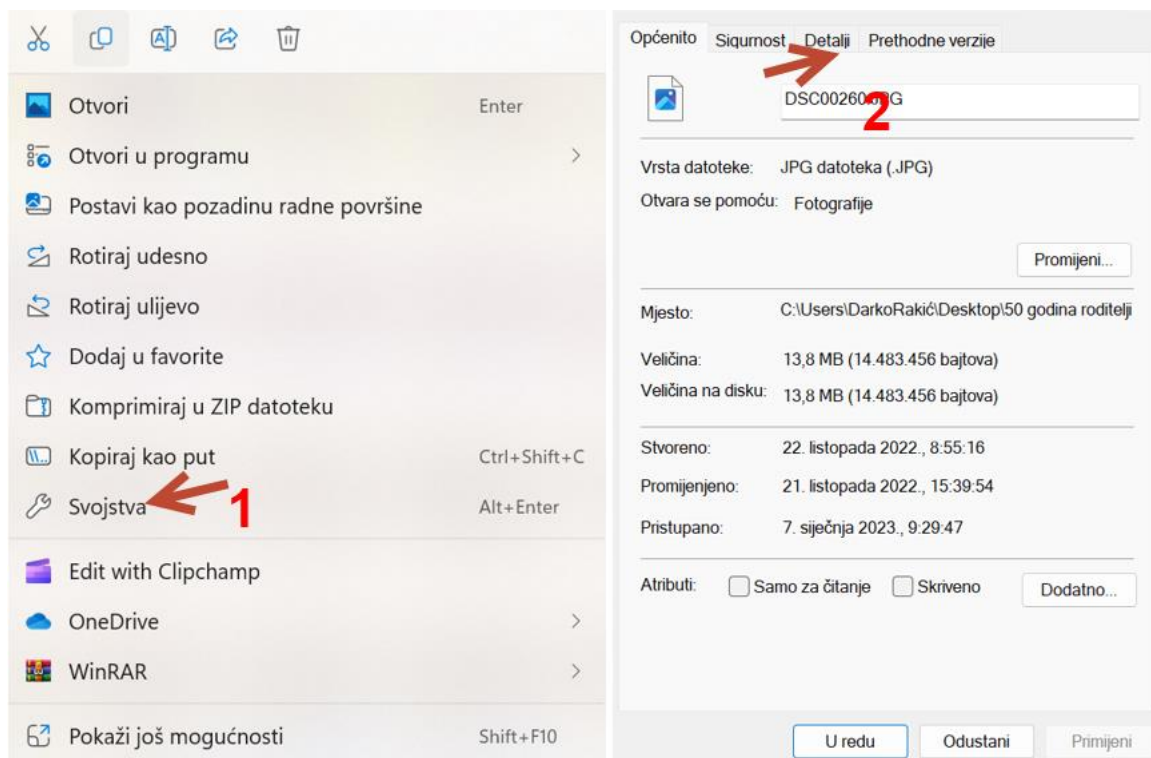 Otvori Enter
Otvori u programu
Postavi kao pozadinu radne površine
Rotiraj udesno
Rotiraj ulijevo
Dodaj u favorite
Komprimiraj u ZIP datoteku
Kopiraj kao put Ctrl+Shift+C
Svojstva 1 Alt+Enter
Edit with Clipchamp
OneDrive
WinRAR
Pokaži još mogućnosti Shift+F10
Općenito Sigurnost Detalji Prethodne verzije
DSC00260.JPG
2
Vrsta datoteke: JPG datoteka (.JPG)
Otvara se pomoću: Fotografije
Promijeni...
Mjesto: C:\Users\DarkoRakić\Desktop\50 godina roditelji
Veličina: 13,8 MB (14.483.456 bajtova)
Veličina na disku: 13,8 MB (14.483.456 bajtova)
Stvoreno: 22. listopada 2022., 8:55:16
Promijenjeno: 21. listopada 2022., 15:39:54
Pristupano: 7. siječnja 2023., 9:29:47
Atributi: Samo za čitanje Skriveno Dodatno...
U redu Odustani Primijeni